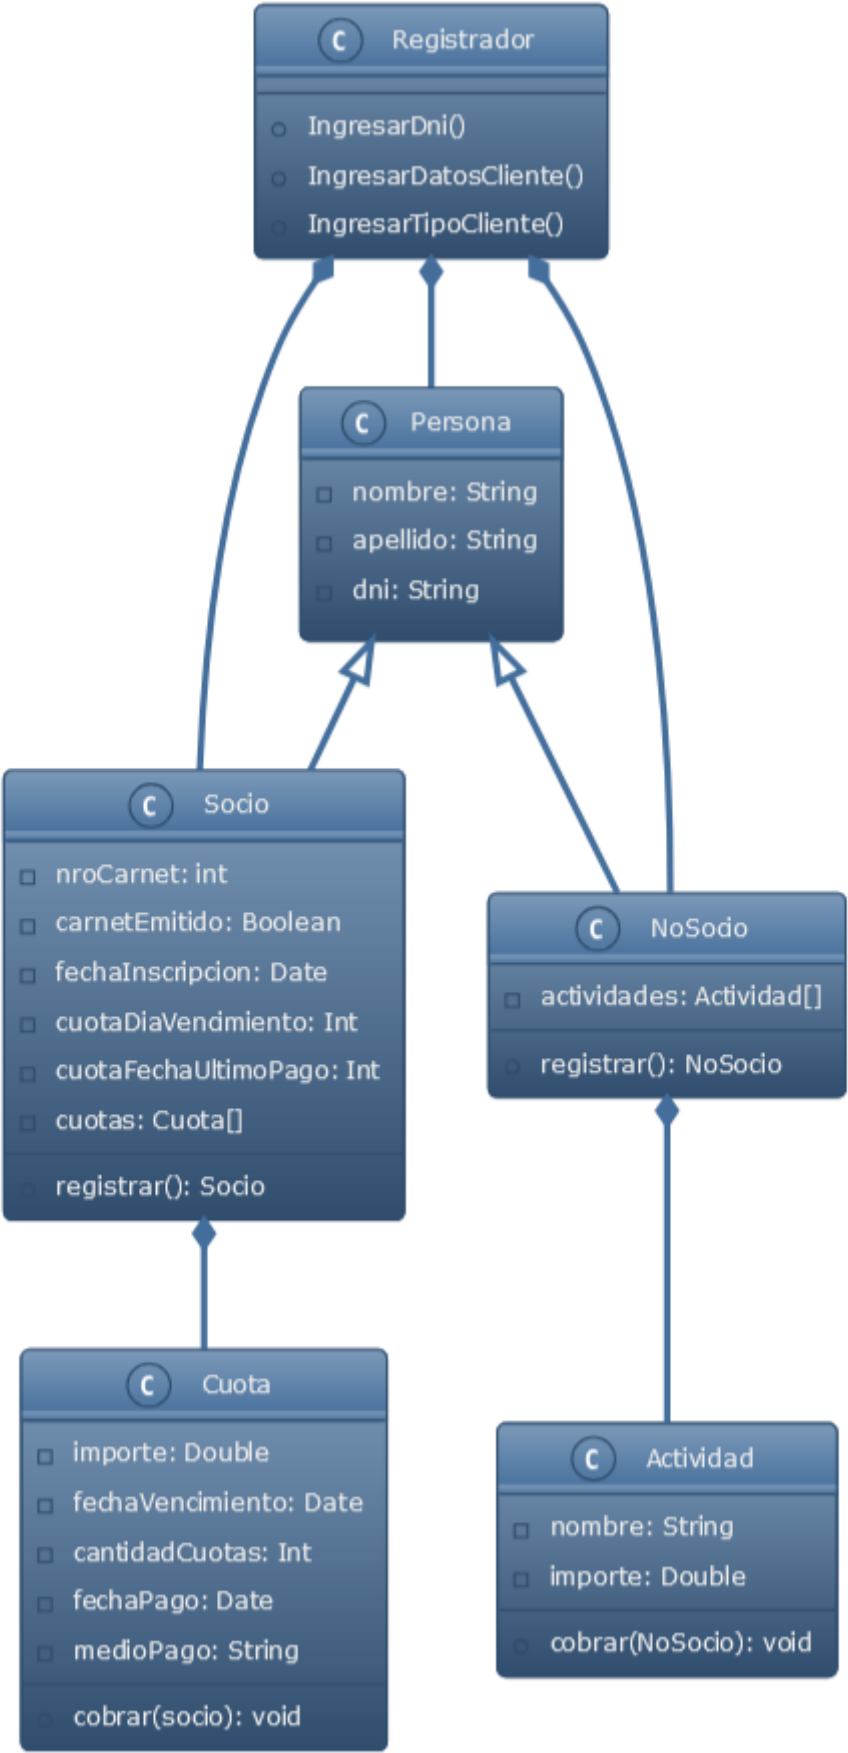 C Registrador
IngresarDni()
IngresarDatosCliente()
IngresarTipoCliente()
C Persona
nombre: String
apellido: String
dni: String
C Socio
nroCarnet: int
carnetEmitido: Boolean
fechaInscripcion: Date
cuotaDiaVencimiento: Int
cuotaFechaUltimoPago: Int
cuotas: Cuota[]
registrar(): Socio
C NoSocio
actividades: Actividad[]
registrar(): NoSocio
C Cuota
importe: Double
fechaVencimiento: Date
cantidadCuotas: Int
fechaPago: Date
medioPago: String
cobrar(socio): void
C Actividad
nombre: String
importe: Double
cobrar(NoSocio): void